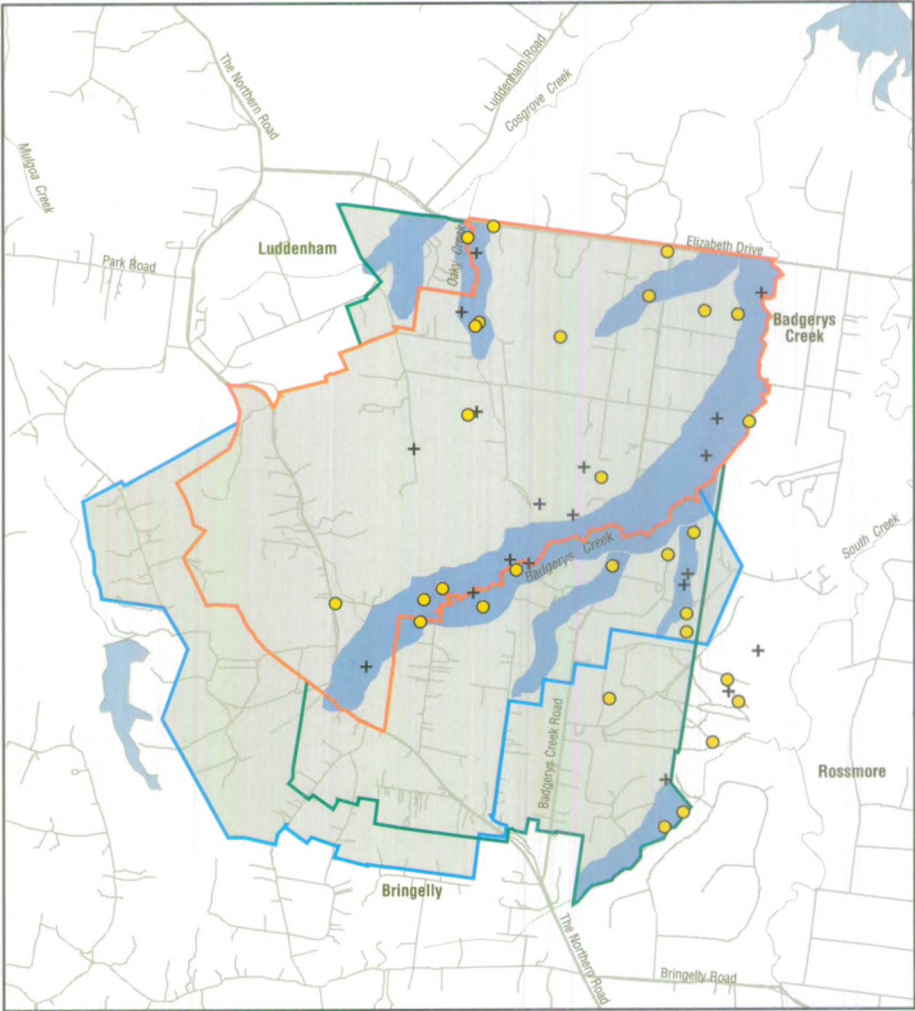 The Northern Road
Luddenham Road
Cosgrove Creek
Mulgoa Creek
Luddenham
Park Road
Oaky Creek
Elizabeth Drive
Badgerys
Creek
South Creek
Badgerys Creek
Badgerys Creek Road
Rossmore
Bringelly
The Northern Road
Bringelly Road